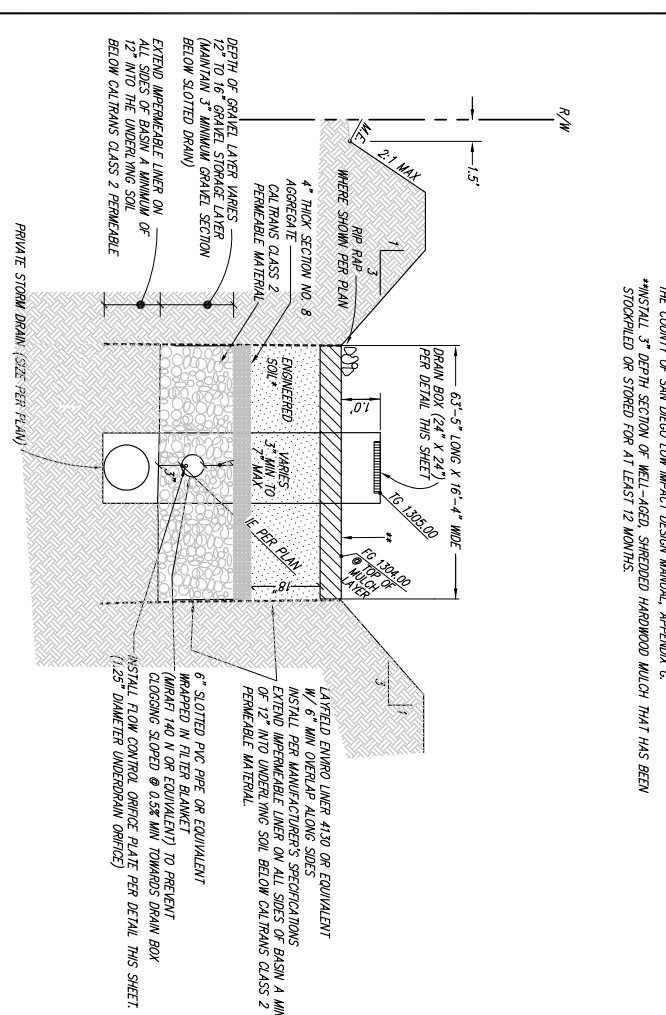 THE COUNTY OF SAN DIEGO LOW IMPACT DESIGN MANUAL, APPENDIX G.
**INSTALL 3" DEPTH SECTION OF WELL-AGED, SHREDDED HARDWOOD MULCH THAT HAS BEEN
STOCKPILED OR STORED FOR AT LEAST 12 MONTHS.
R/W
1.5'
M.E.
2:1 MAX
1
3
RIP RAP
WHERE SHOWN PER PLAN
63'-5" LONG X 16'-4" WIDE
DRAIN BOX (24" X 24")
PER DETAIL THIS SHEET
1.0'
TG 1305.00
**
FG 1304.00
@ TOP OF
MULCH
LAYER
3
1
4" THICK SECTION NO. 8
AGGREGATE
CALTRANS CLASS 2
PERMEABLE MATERIAL
ENGINEERED
SOIL*
VARIES
3" MIN TO
7" MAX
18"
3"
IE PER PLAN
DEPTH OF GRAVEL LAYER VARIES
12" TO 16" GRAVEL STORAGE LAYER
(MAINTAIN 3" MINIMUM GRAVEL SECTION
BELOW SLOTTED DRAIN)
EXTEND IMPERMEABLE LINER ON
ALL SIDES OF BASIN A MINIMUM OF
12" INTO THE UNDERLYING SOIL
BELOW CALTRANS CLASS 2 PERMEABLE
PRIVATE STORM DRAIN (SIZE PER PLAN)
LAYFIELD ENVIRO LINER 4130 OR EQUIVALENT
W/ 6" MIN OVERLAP ALONG SIDES
INSTALL PER MANUFACTURER'S SPECIFICATIONS
EXTEND IMPERMEABLE LINER ON ALL SIDES OF BASIN A MIN
OF 12" INTO UNDERLYING SOIL BELOW CALTRANS CLASS 2
PERMEABLE MATERIAL.
6" SLOTTED PVC PIPE OR EQUIVALENT
WRAPPED IN FILTER BLANKET
(MIRAFI 140 N OR EQUIVALENT) TO PREVENT
CLOGGING SLOPED @ 0.5% MIN TOWARDS DRAIN BOX
INSTALL FLOW CONTROL ORIFICE PLATE PER DETAIL THIS SHEET.
(1.25" DIAMETER UNDERDRAIN ORIFICE)